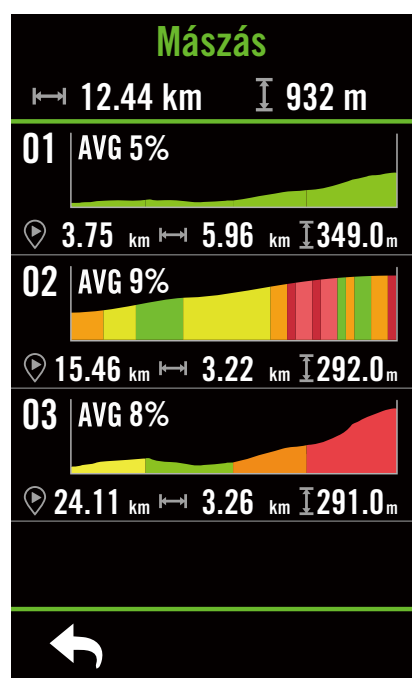 Mászás
12.44 km 932 m
01 AVG 5%
3.75 km 5.96 km 349.0m
02 AVG 9%
15.46 km 3.22 km 292.0m
03 AVG 8%
24.11 km 3.26 km 291.0m